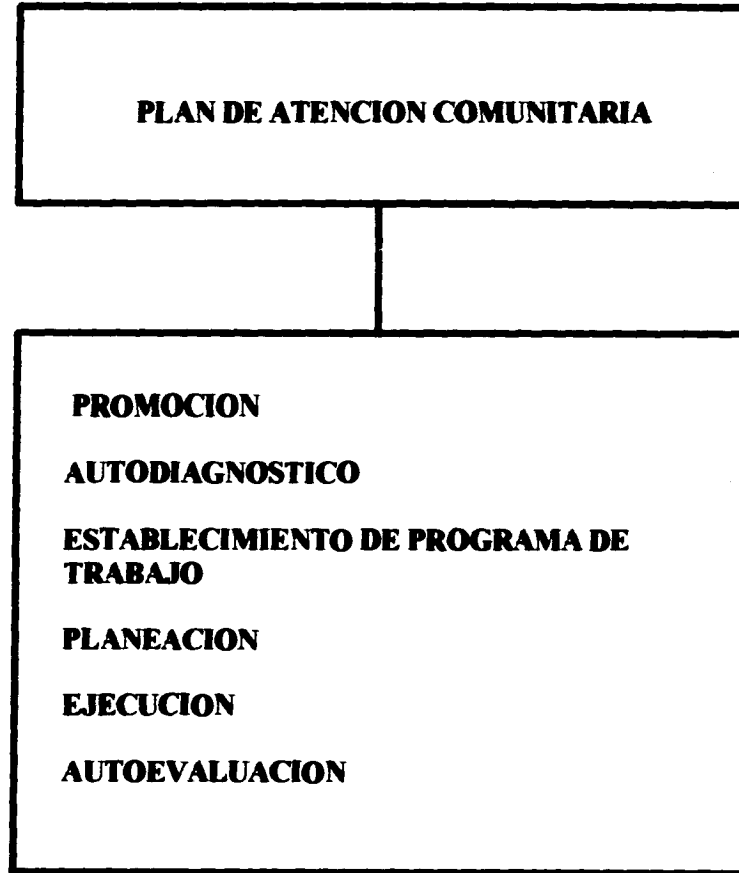 PLAN DE ATENCION COMUNITARIA
PROMOCION
AUTODIAGNOSTICO
ESTABLECIMIENTO DE PROGRAMA DE
TRABAJO
PLANEACION
EJECUCION
AUTOEVALUACION